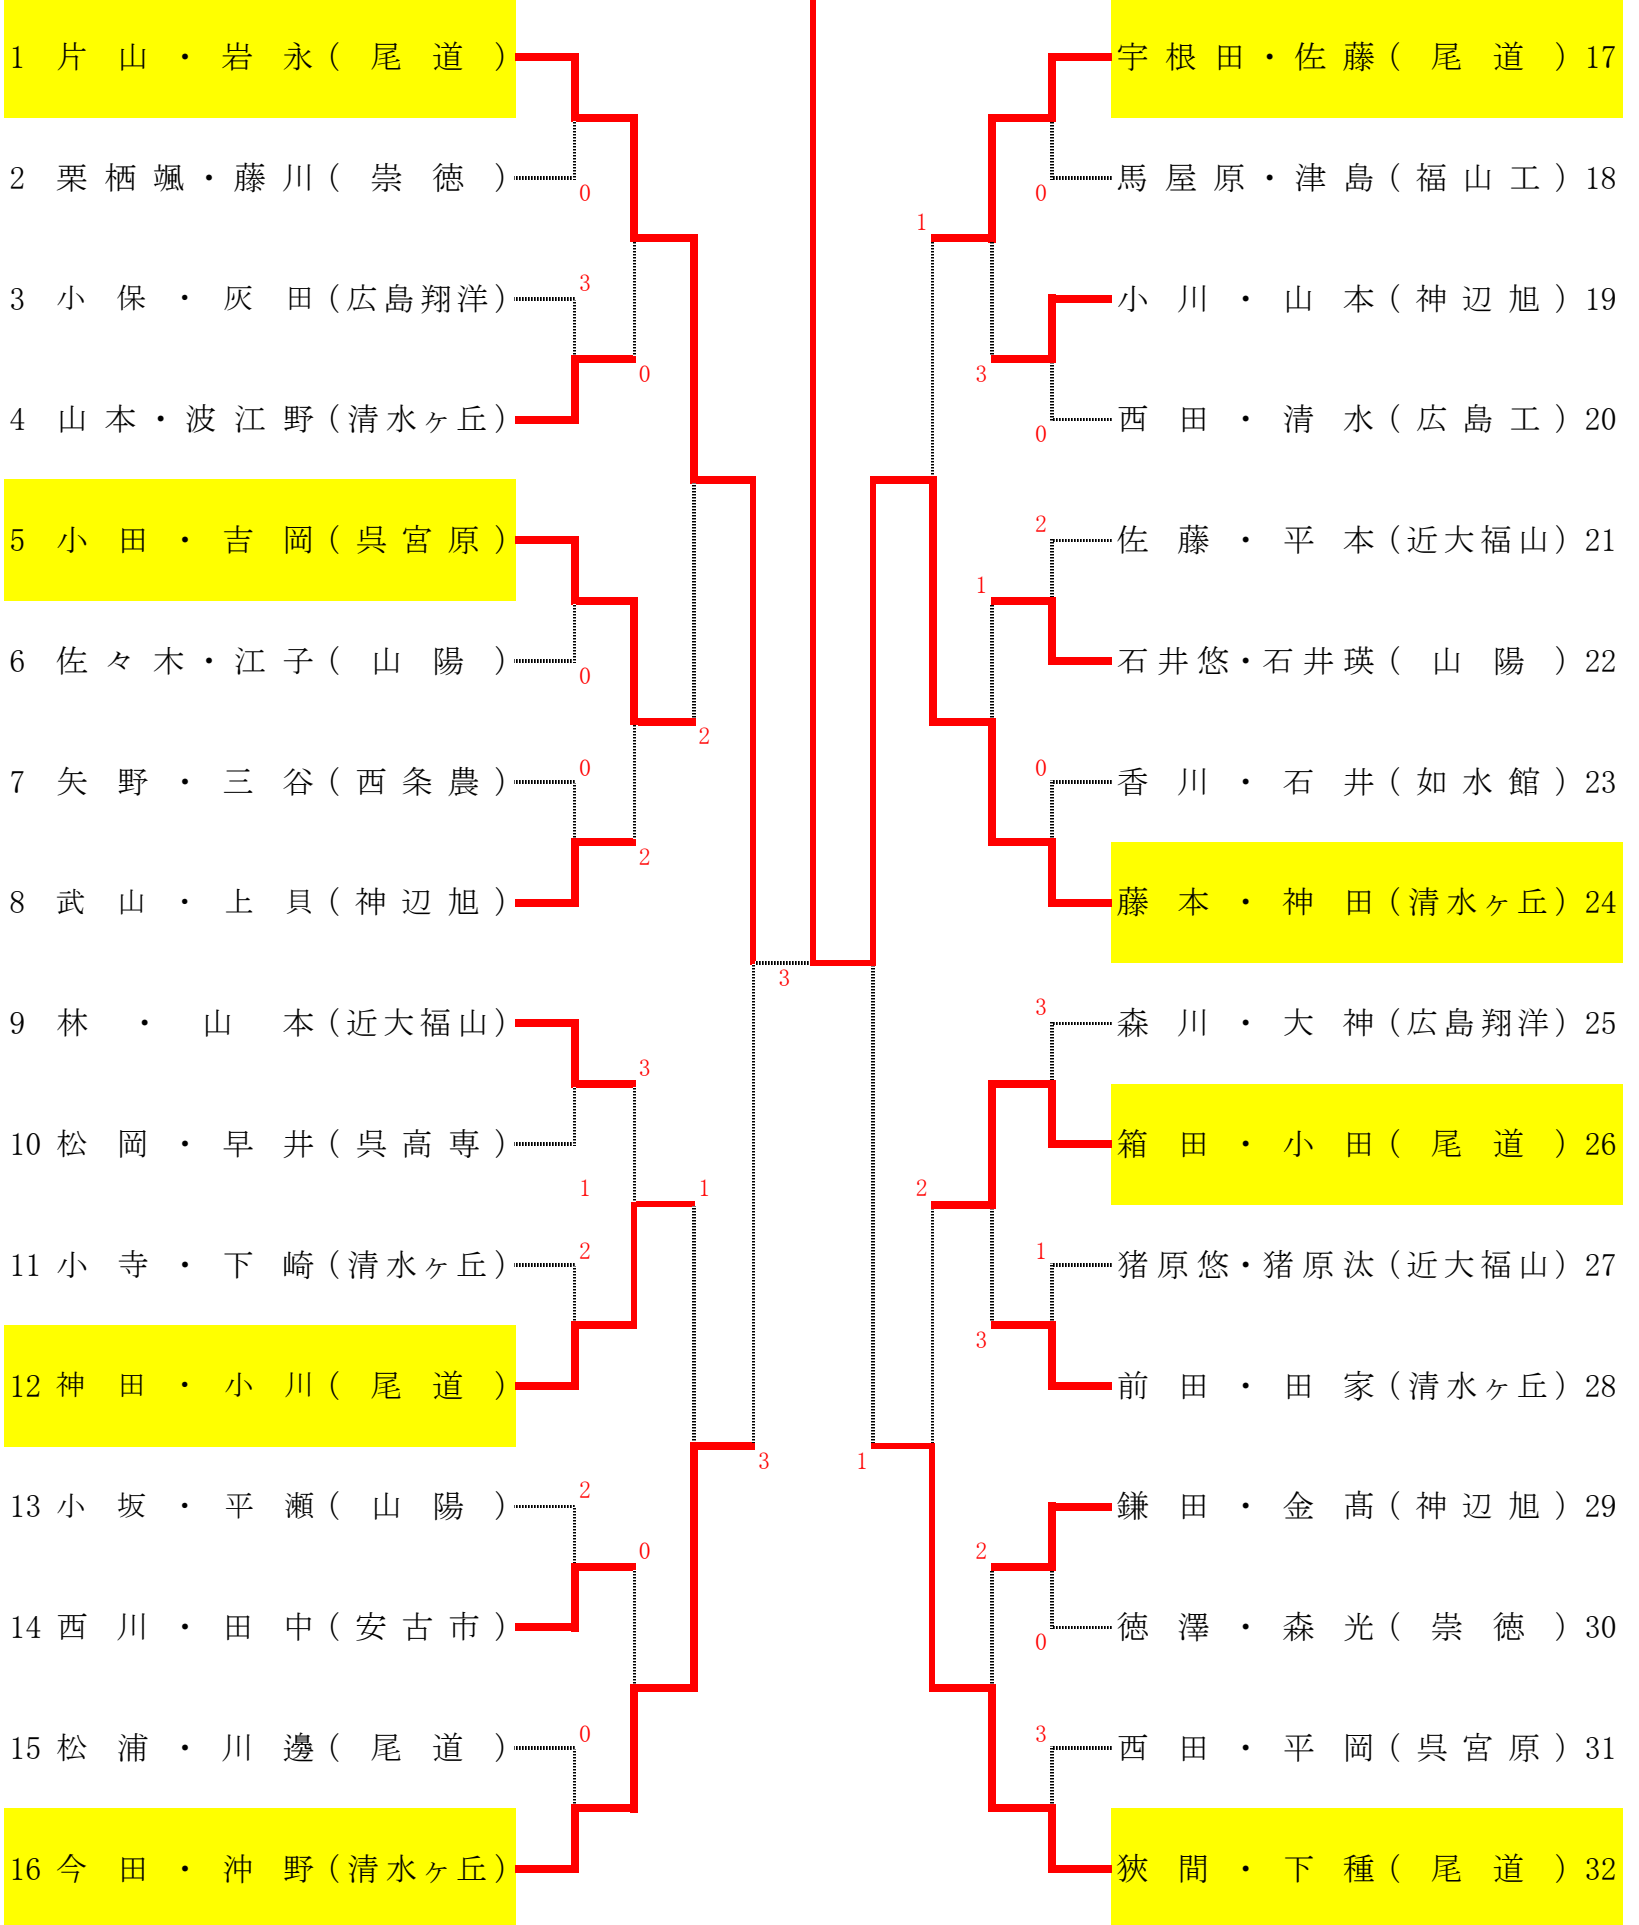 1 片山・岩永(尾道)
2 栗栖颯・藤川(崇徳)
0
3 小保・灰田(広島翔洋)
3
4 山本・波江野(清水ヶ丘)
0
5 小田・吉岡(呉宮原)
6 佐々木・江子(山陽)
0
2
7 矢野・三谷(西条農)
0
8 武山・上貝(神辺旭)
2
9 林・山本(近大福山)
3
10 松岡・早井(呉高専)
1
1
11 小寺・下崎(清水ヶ丘)
2
12 神田・小川(尾道)
3
13 小坂・平瀬(山陽)
2
0
14 西川・田中(安古市)
15 松浦・川邊(尾道)
0
16 今田・沖野(清水ヶ丘)
3
宇根田・佐藤(尾道)17
馬屋原・津島(福山工)18
0
1
小川・山本(神辺旭)19
3
西田・清水(広島工)20
0
佐藤・平本(近大福山)21
2
1
石井悠・石井瑛(山陽)22
香川・石井(如水館)23
0
藤本・神田(清水ヶ丘)24
森川・大神(広島翔洋)25
3
箱田・小田(尾道)26
2
猪原悠・猪原汰(近大福山)27
1
3
前田・田家(清水ヶ丘)28
1
鎌田・金髙(神辺旭)29
2
徳澤・森光(崇徳)30
0
西田・平岡(呉宮原)31
3
狹間・下種(尾道)32